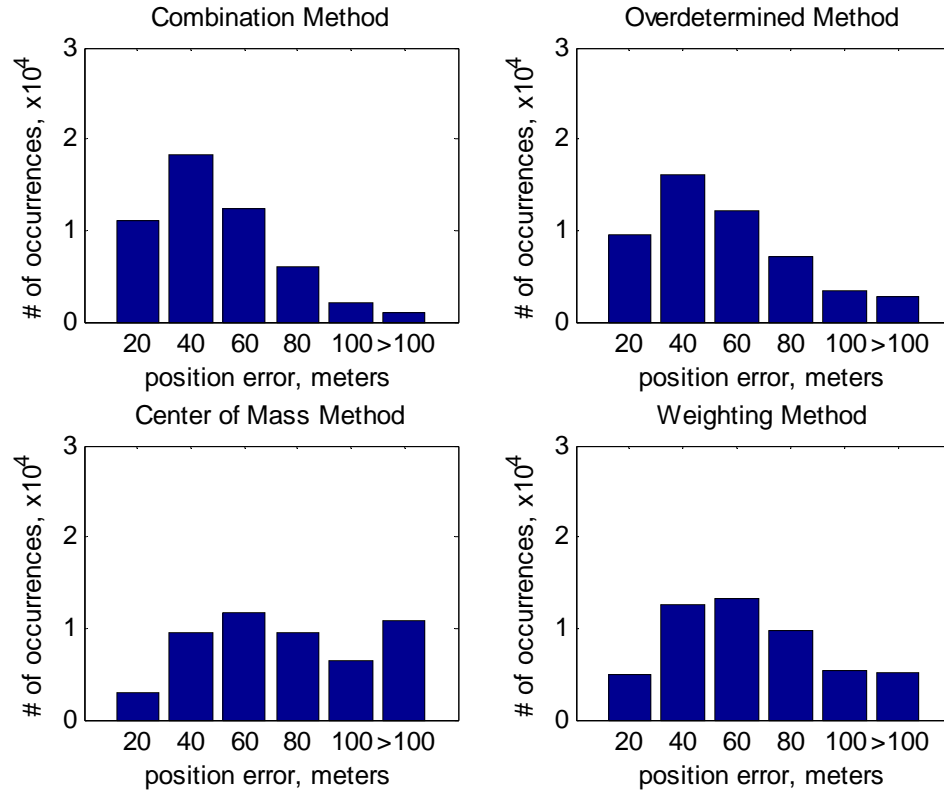 Combination Method
# of occurrences, x10^4
3
2
1
0
20 40 60 80 100 >100
position error, meters
Overdetermined Method
# of occurrences, x10^4
3
2
1
0
20 40 60 80 100 >100
position error, meters
Center of Mass Method
# of occurrences, x10^4
3
2
1
0
20 40 60 80 100 >100
position error, meters
Weighting Method
# of occurrences, x10^4
3
2
1
0
20 40 60 80 100 >100
position error, meters